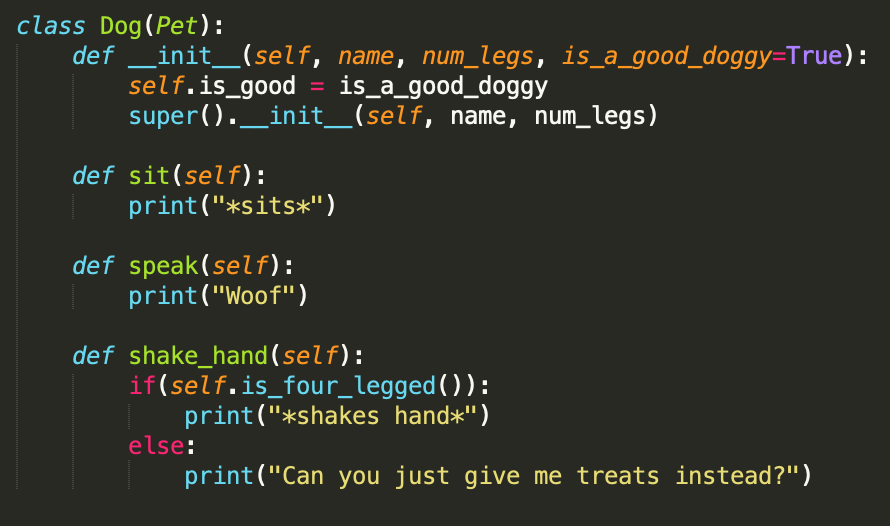 class Dog(Pet):
    def __init__(self, name, num_legs, is_a_good_doggy=True):
        self.is_good = is_a_good_doggy
        super().__init__(self, name, num_legs)

    def sit(self):
        print("*sits*")

    def speak(self):
        print("Woof")

    def shake_hand(self):
        if(self.is_four_legged()):
            print("*shakes hand*")
        else:
            print("Can you just give me treats instead?")